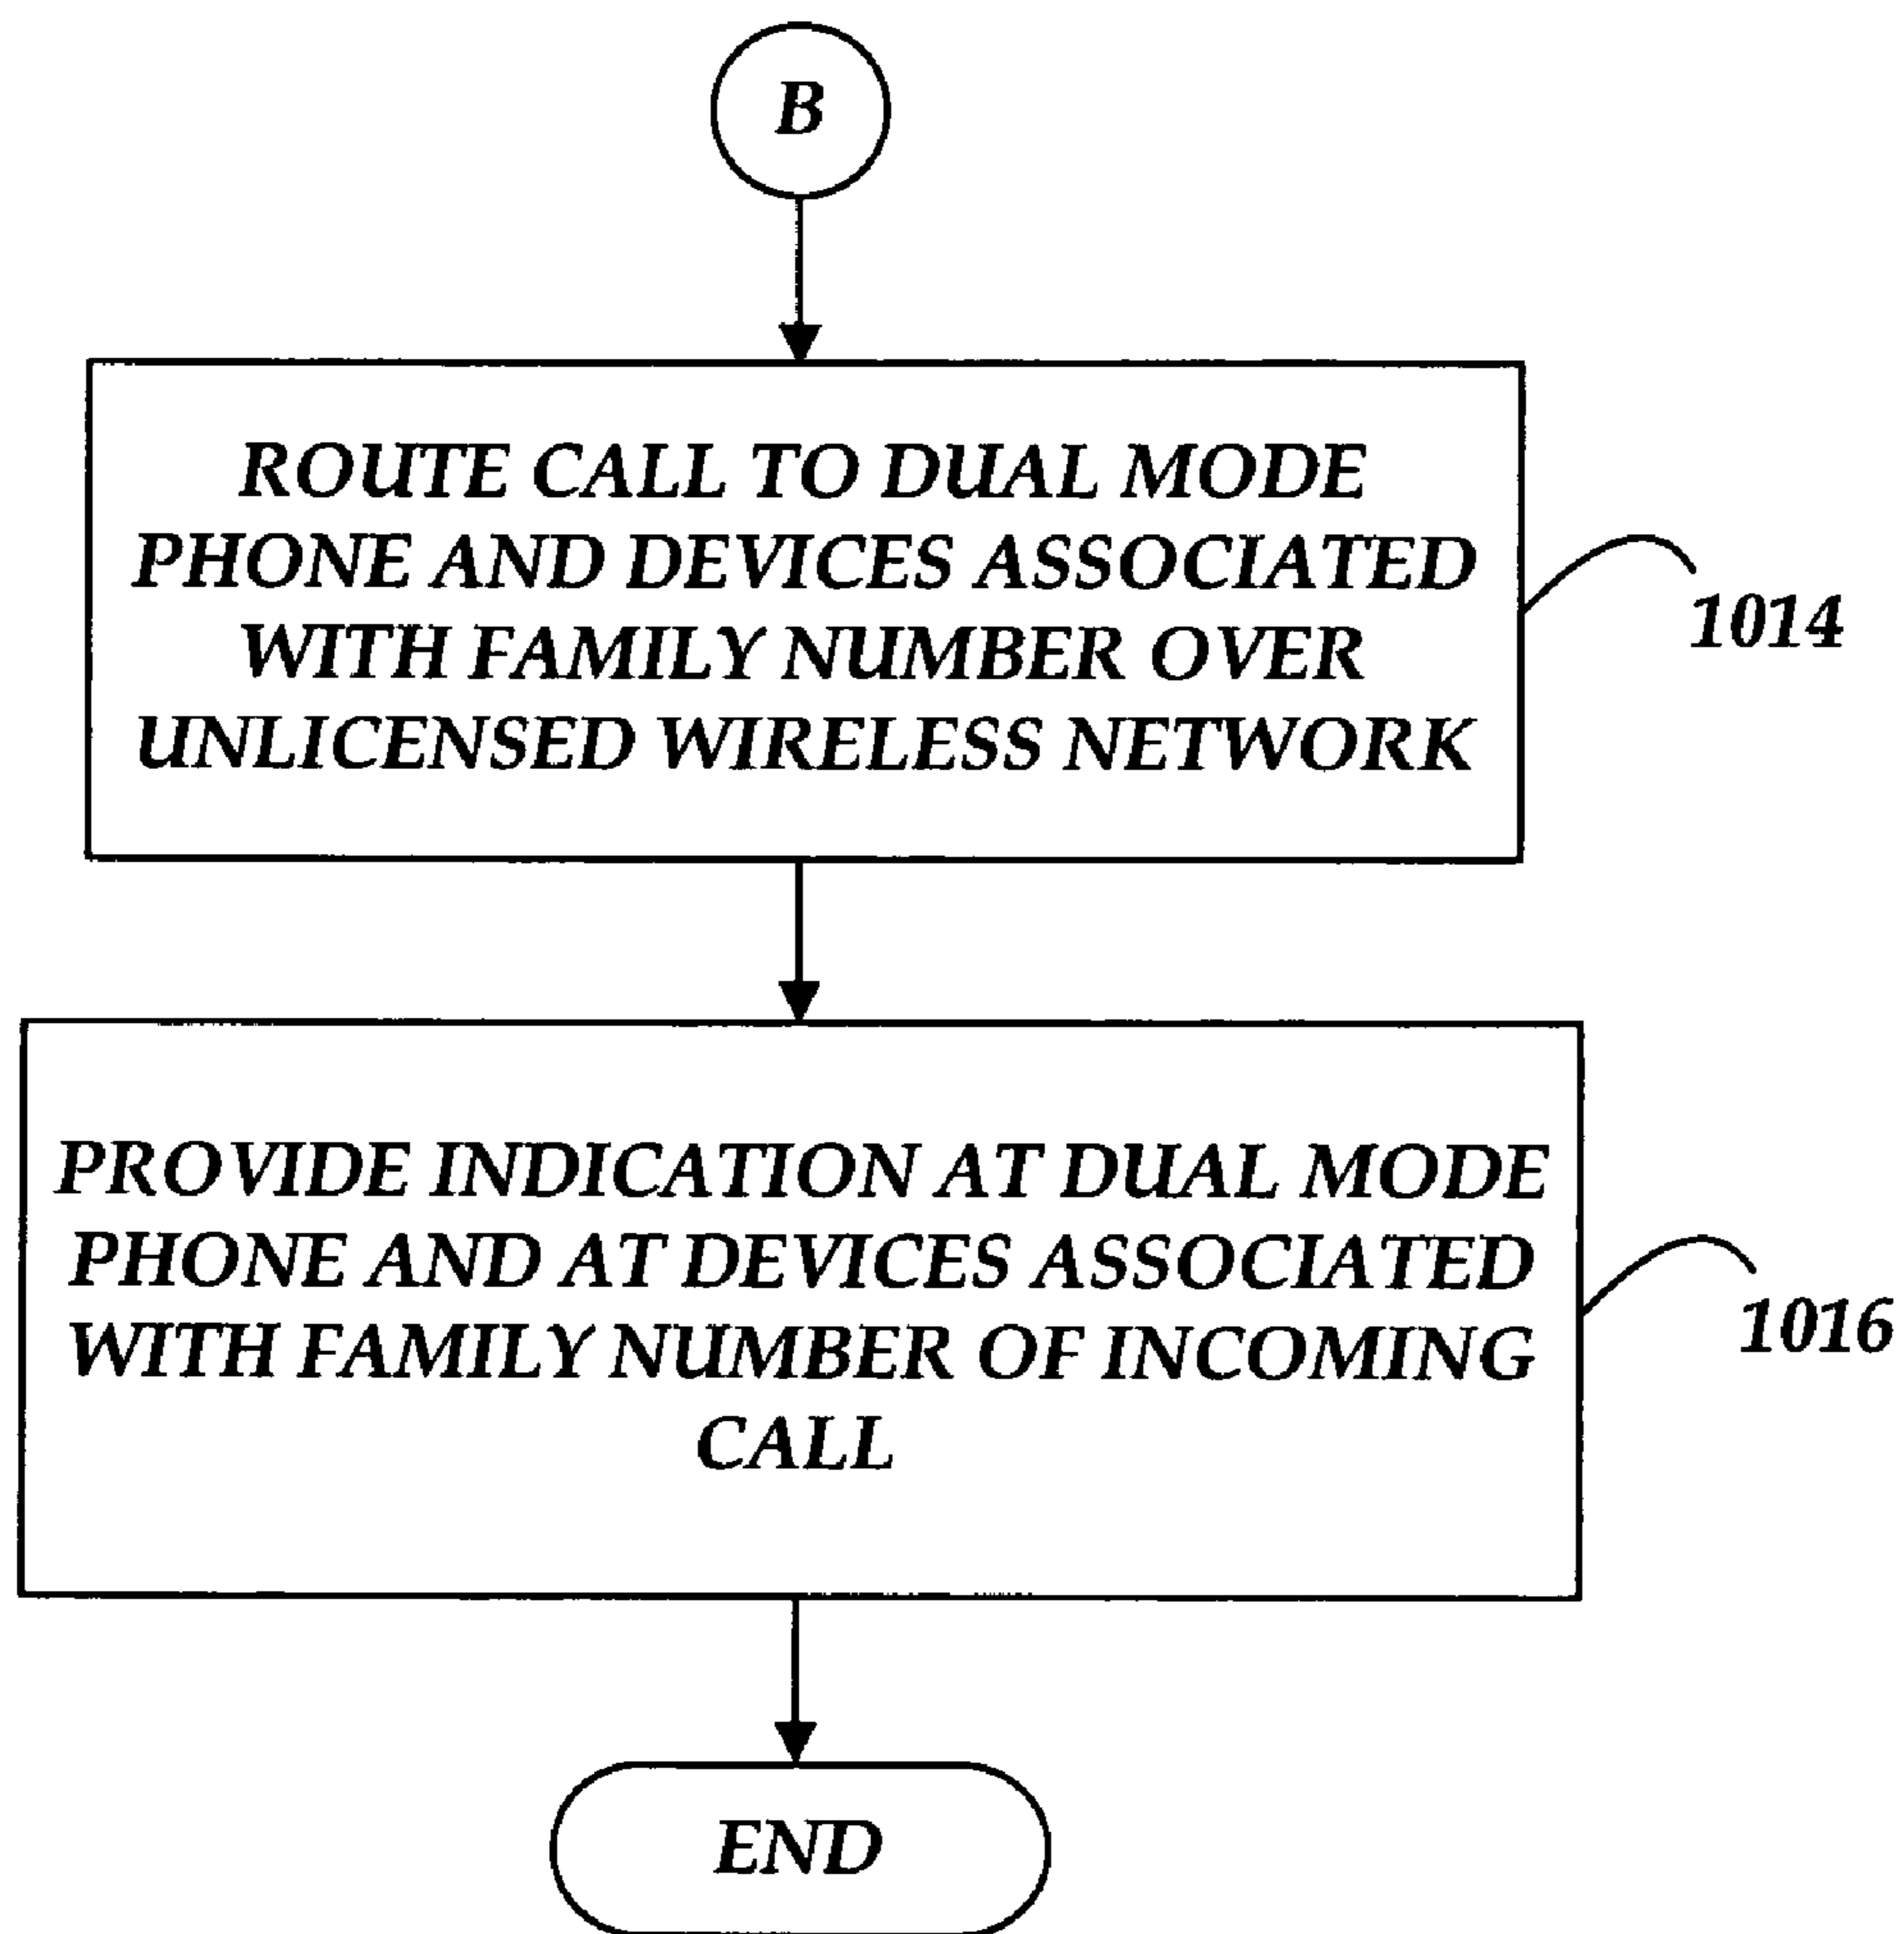 B
ROUTE CALL TO DUAL MODE
PHONE AND DEVICES ASSOCIATED
WITH FAMILY NUMBER OVER
UNLICENSED WIRELESS NETWORK
1014
PROVIDE INDICATION AT DUAL MODE
PHONE AND AT DEVICES ASSOCIATED
WITH FAMILY NUMBER OF INCOMING
CALL
1016
END